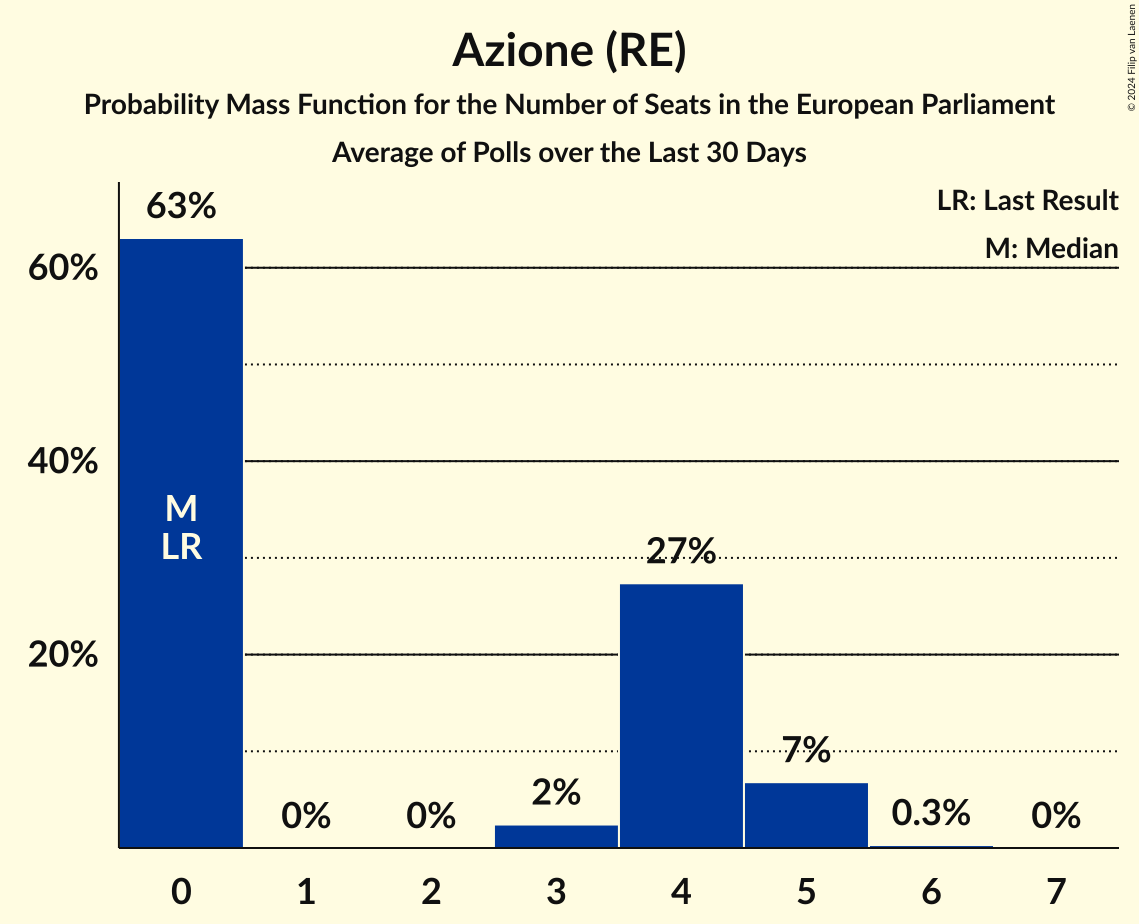 Azione (RE)
Probability Mass Function for the Number of Seats in the European Parliament
Average of Polls over the Last 30 Days
© 2024 Filip van Laenen
LR: Last Result
M: Median
63%
60%
40%
20%
M
LR
0%
0%
2%
27%
7%
0.3%
0%
0 1 2 3 4 5 6 7